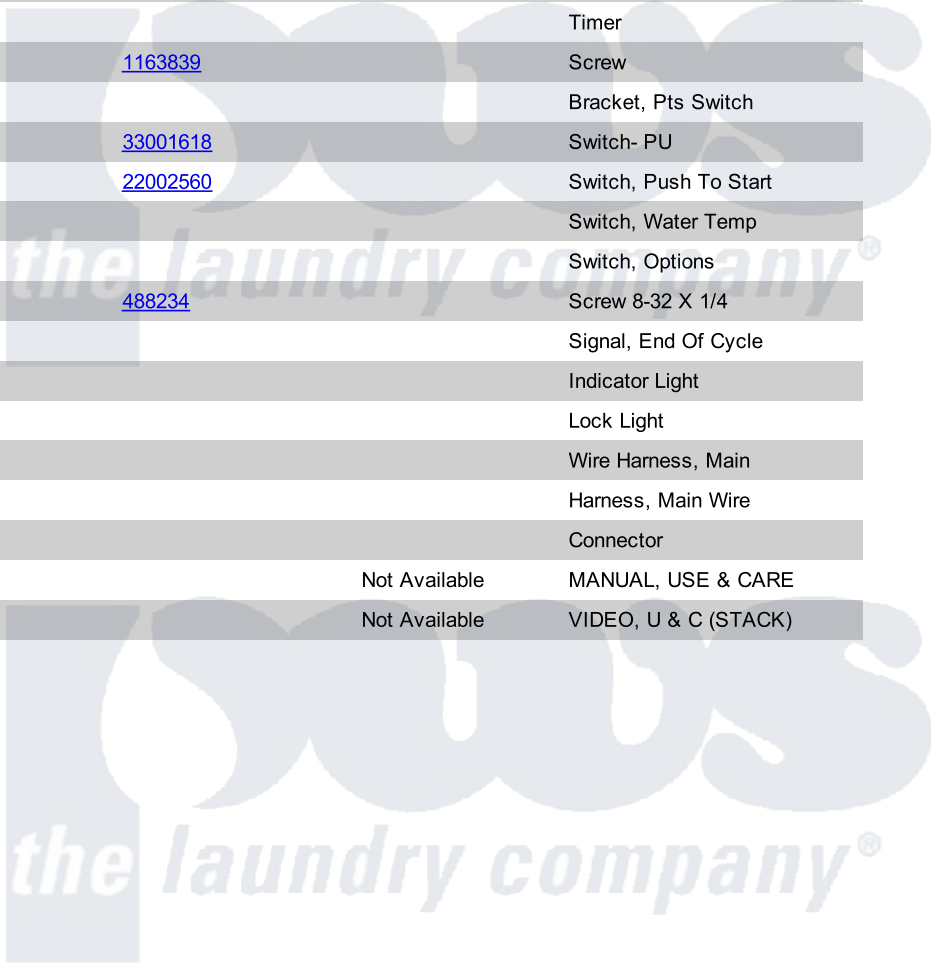 Timer
1163839 Screw
Bracket, Pts Switch
33001618 Switch- PU
22002560 Switch, Push To Start
Switch, Water Temp
Switch, Options
488234 Screw 8-32 X 1/4
Signal, End Of Cycle
Indicator Light
Lock Light
Wire Harness, Main
Harness, Main Wire
Connector
Not Available MANUAL, USE & CARE
Not Available VIDEO, U & C (STACK)
pws
the laundry company®
pws
the laundry company®